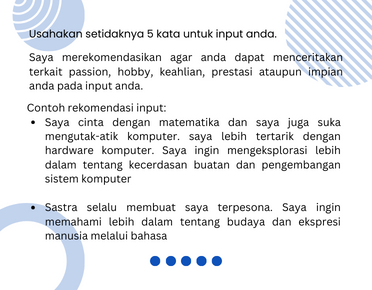 Usahakan setidaknya 5 kata untuk input anda.
Saya merekomendasikan agar anda dapat menceritakan
terkait passion, hobby, keahlian, prestasi ataupun impian
anda pada input anda.
Contoh rekomendasi input:
• Saya cinta dengan matematika dan saya juga suka
mengutak-atik komputer. saya lebih tertarik dengan
hardware komputer. Saya ingin mengeksplorasi lebih
dalam tentang kecerdasan buatan dan pengembangan
sistem komputer
• Sastra selalu membuat saya terpesona. Saya ingin
memahami lebih dalam tentang budaya dan ekspresi
manusia melalui bahasa